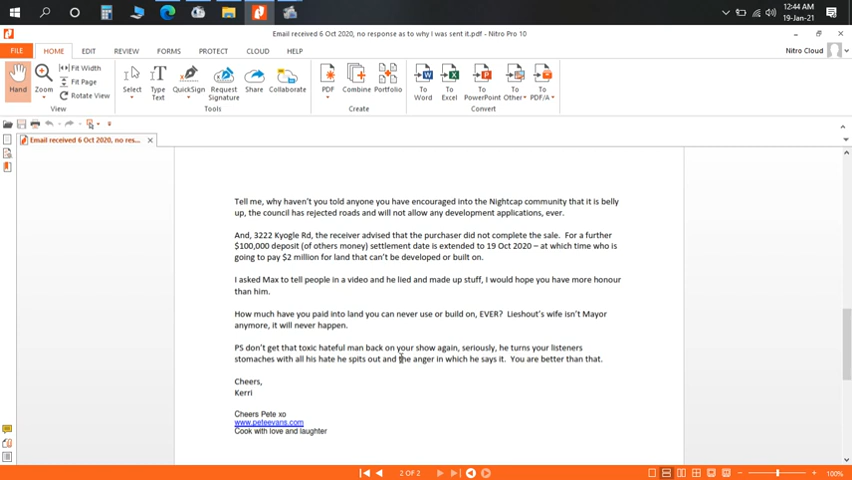 12:44 AM
19-Jan-21
Email received 6 Oct 2020, no response as to why I was sent it.pdf - Nitro Pro 10
FILE HOME EDIT REVIEW FORMS PROTECT CLOUD Nitro Cloud
Hand Zoom Fit Width
Fit Page
Rotate View
Select Type Text QuickSign Request Signature Share Collaborate
PDF Combine Portfolio
To Word To Excel To PowerPoint To Other To PDF/A
View Tools Create Convert
Email received 6 Oct 2020, no res...
Tell me, why haven't you told anyone you have encouraged into the Nightcap community that it is belly
up, the council has rejected roads and will not allow any development applications, ever.
And, 3222 Kyogle Rd, the receiver advised that the purchaser did not complete the sale. For a further
$100,000 deposit (of others money) settlement date is extended to 19 Oct 2020 – at which time who is
going to pay $2 million for land that can't be developed or built on.
I asked Max to tell people in a video and he lied and made up stuff, I would hope you have more honour
than him.
How much have you paid into land you can never use or build on, EVER? Lieshout's wife isn't Mayor
anymore, it will never happen.
PS don't get that toxic hateful man back on your show again, seriously, he turns your listeners
stomaches with all his hate he spits out and the anger in which he says it. You are better than that.
Cheers,
Kerri
Cheers Pete xo
www.peteevans.com
Cook with love and laughter
2 OF 2
100%